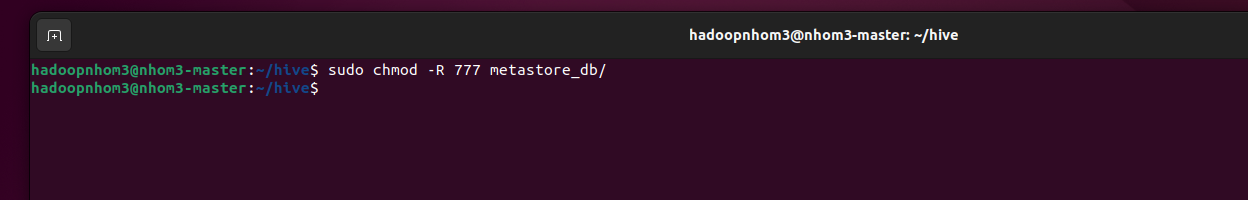 hadoopnhom3@nhom3-master: ~/hive
hadoopnhom3@nhom3-master:~/hive$ sudo chmod -R 777 metastore_db/
hadoopnhom3@nhom3-master:~/hive$